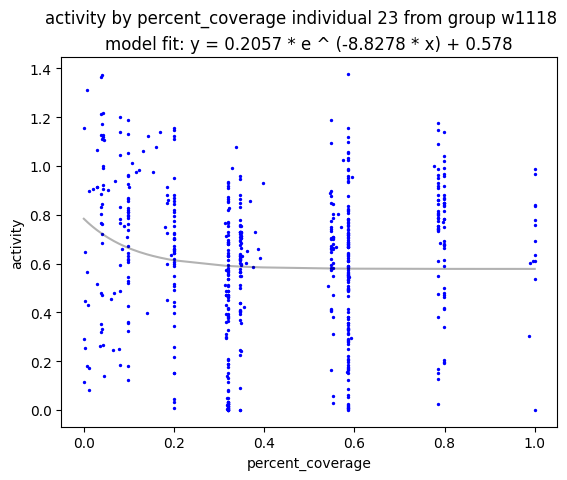 activity by percent_coverage individual 23 from group w1118
model fit: y = 0.2057 * e ^ (-8.8278 * x) + 0.578
1.4
1.2
1.0
0.8
0.6
0.4
0.2
0.0
activity
0.0 0.2 0.4 0.6 0.8 1.0
percent_coverage